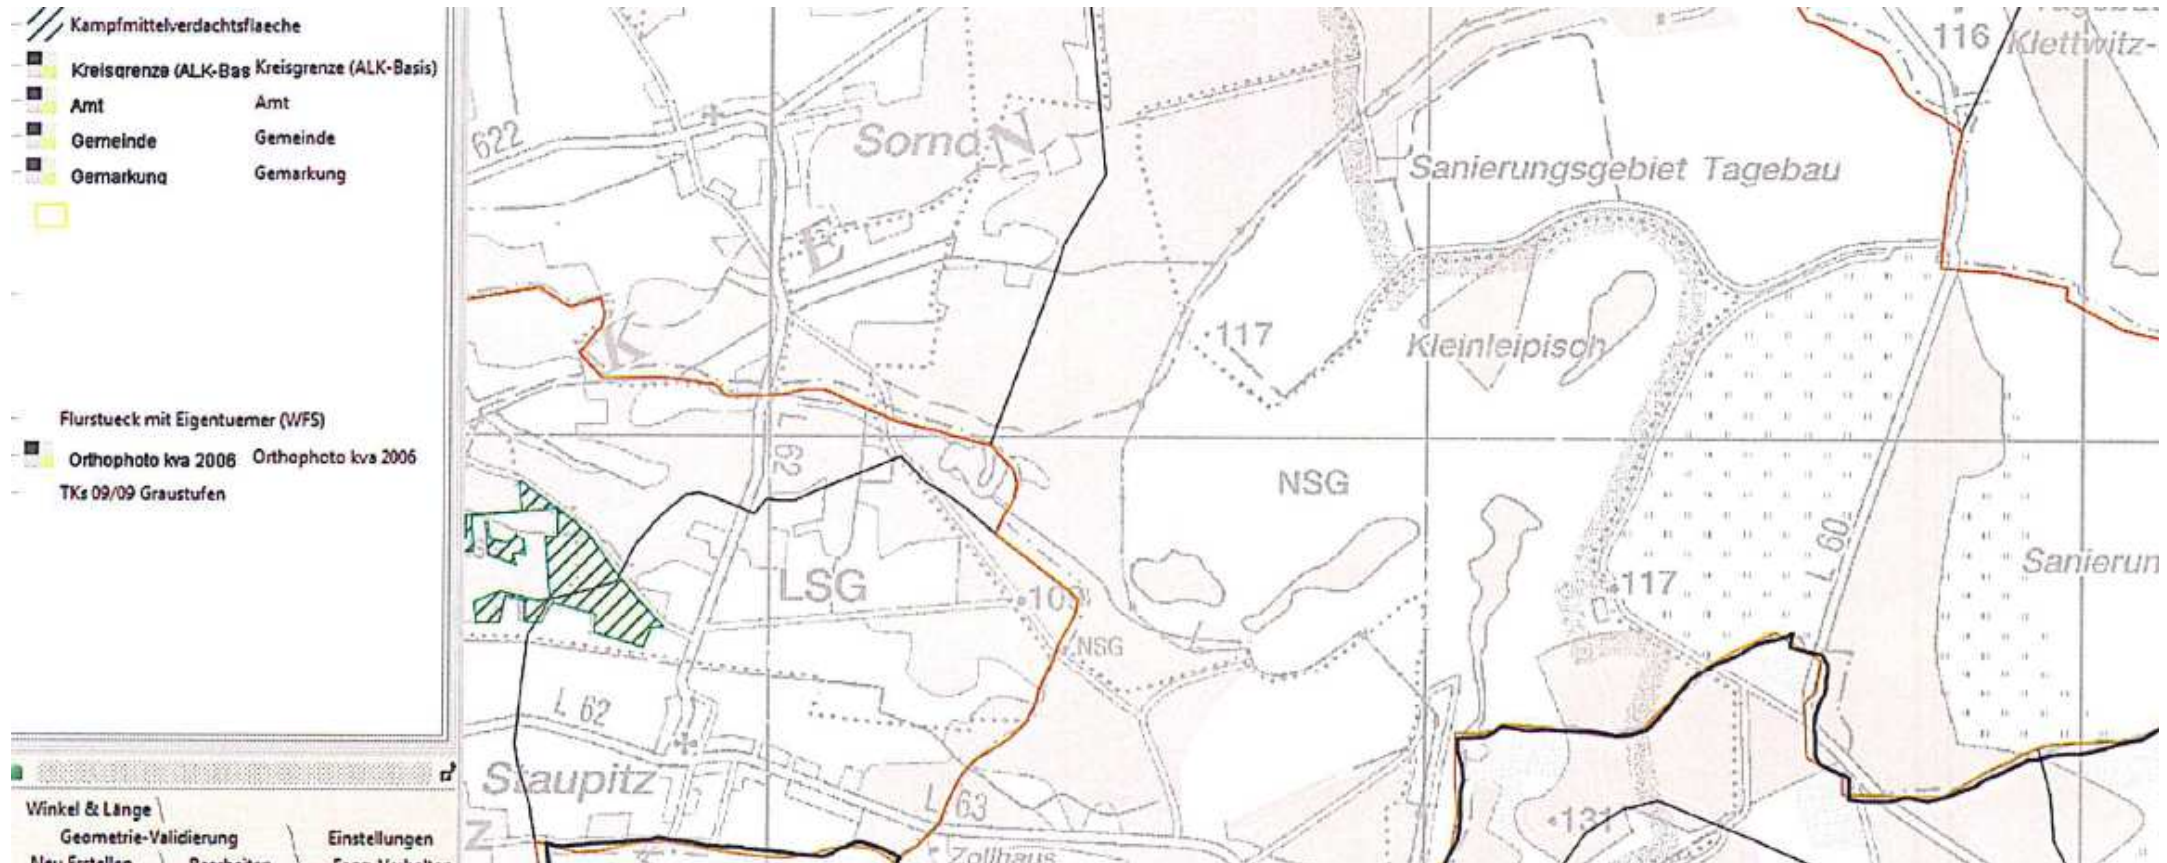 Kampfmittelverdachtsflaeche
Kreisgrenze (ALK-Bas Kreisgrenze (ALK-Basis)
Amt Amt
Gemeinde Gemeinde
Gemarkung Gemarkung
Flurstueck mit Eigentuemer (WFS)
Orthophoto kva 2006 Orthophoto kva 2006
TKs 09/09 Graustufen
Winkel & Länge
Geometrie-Validierung Einstellungen
116 Klettwitz-
622
Sorno N
Sanierungsgebiet Tagebau
E
K
117
Kleinleipisch
L 62
NSG
LSG
L 60
Sanierun
117
NSG
L 62
Staupitz
L 63
131
Z
Zollhaus